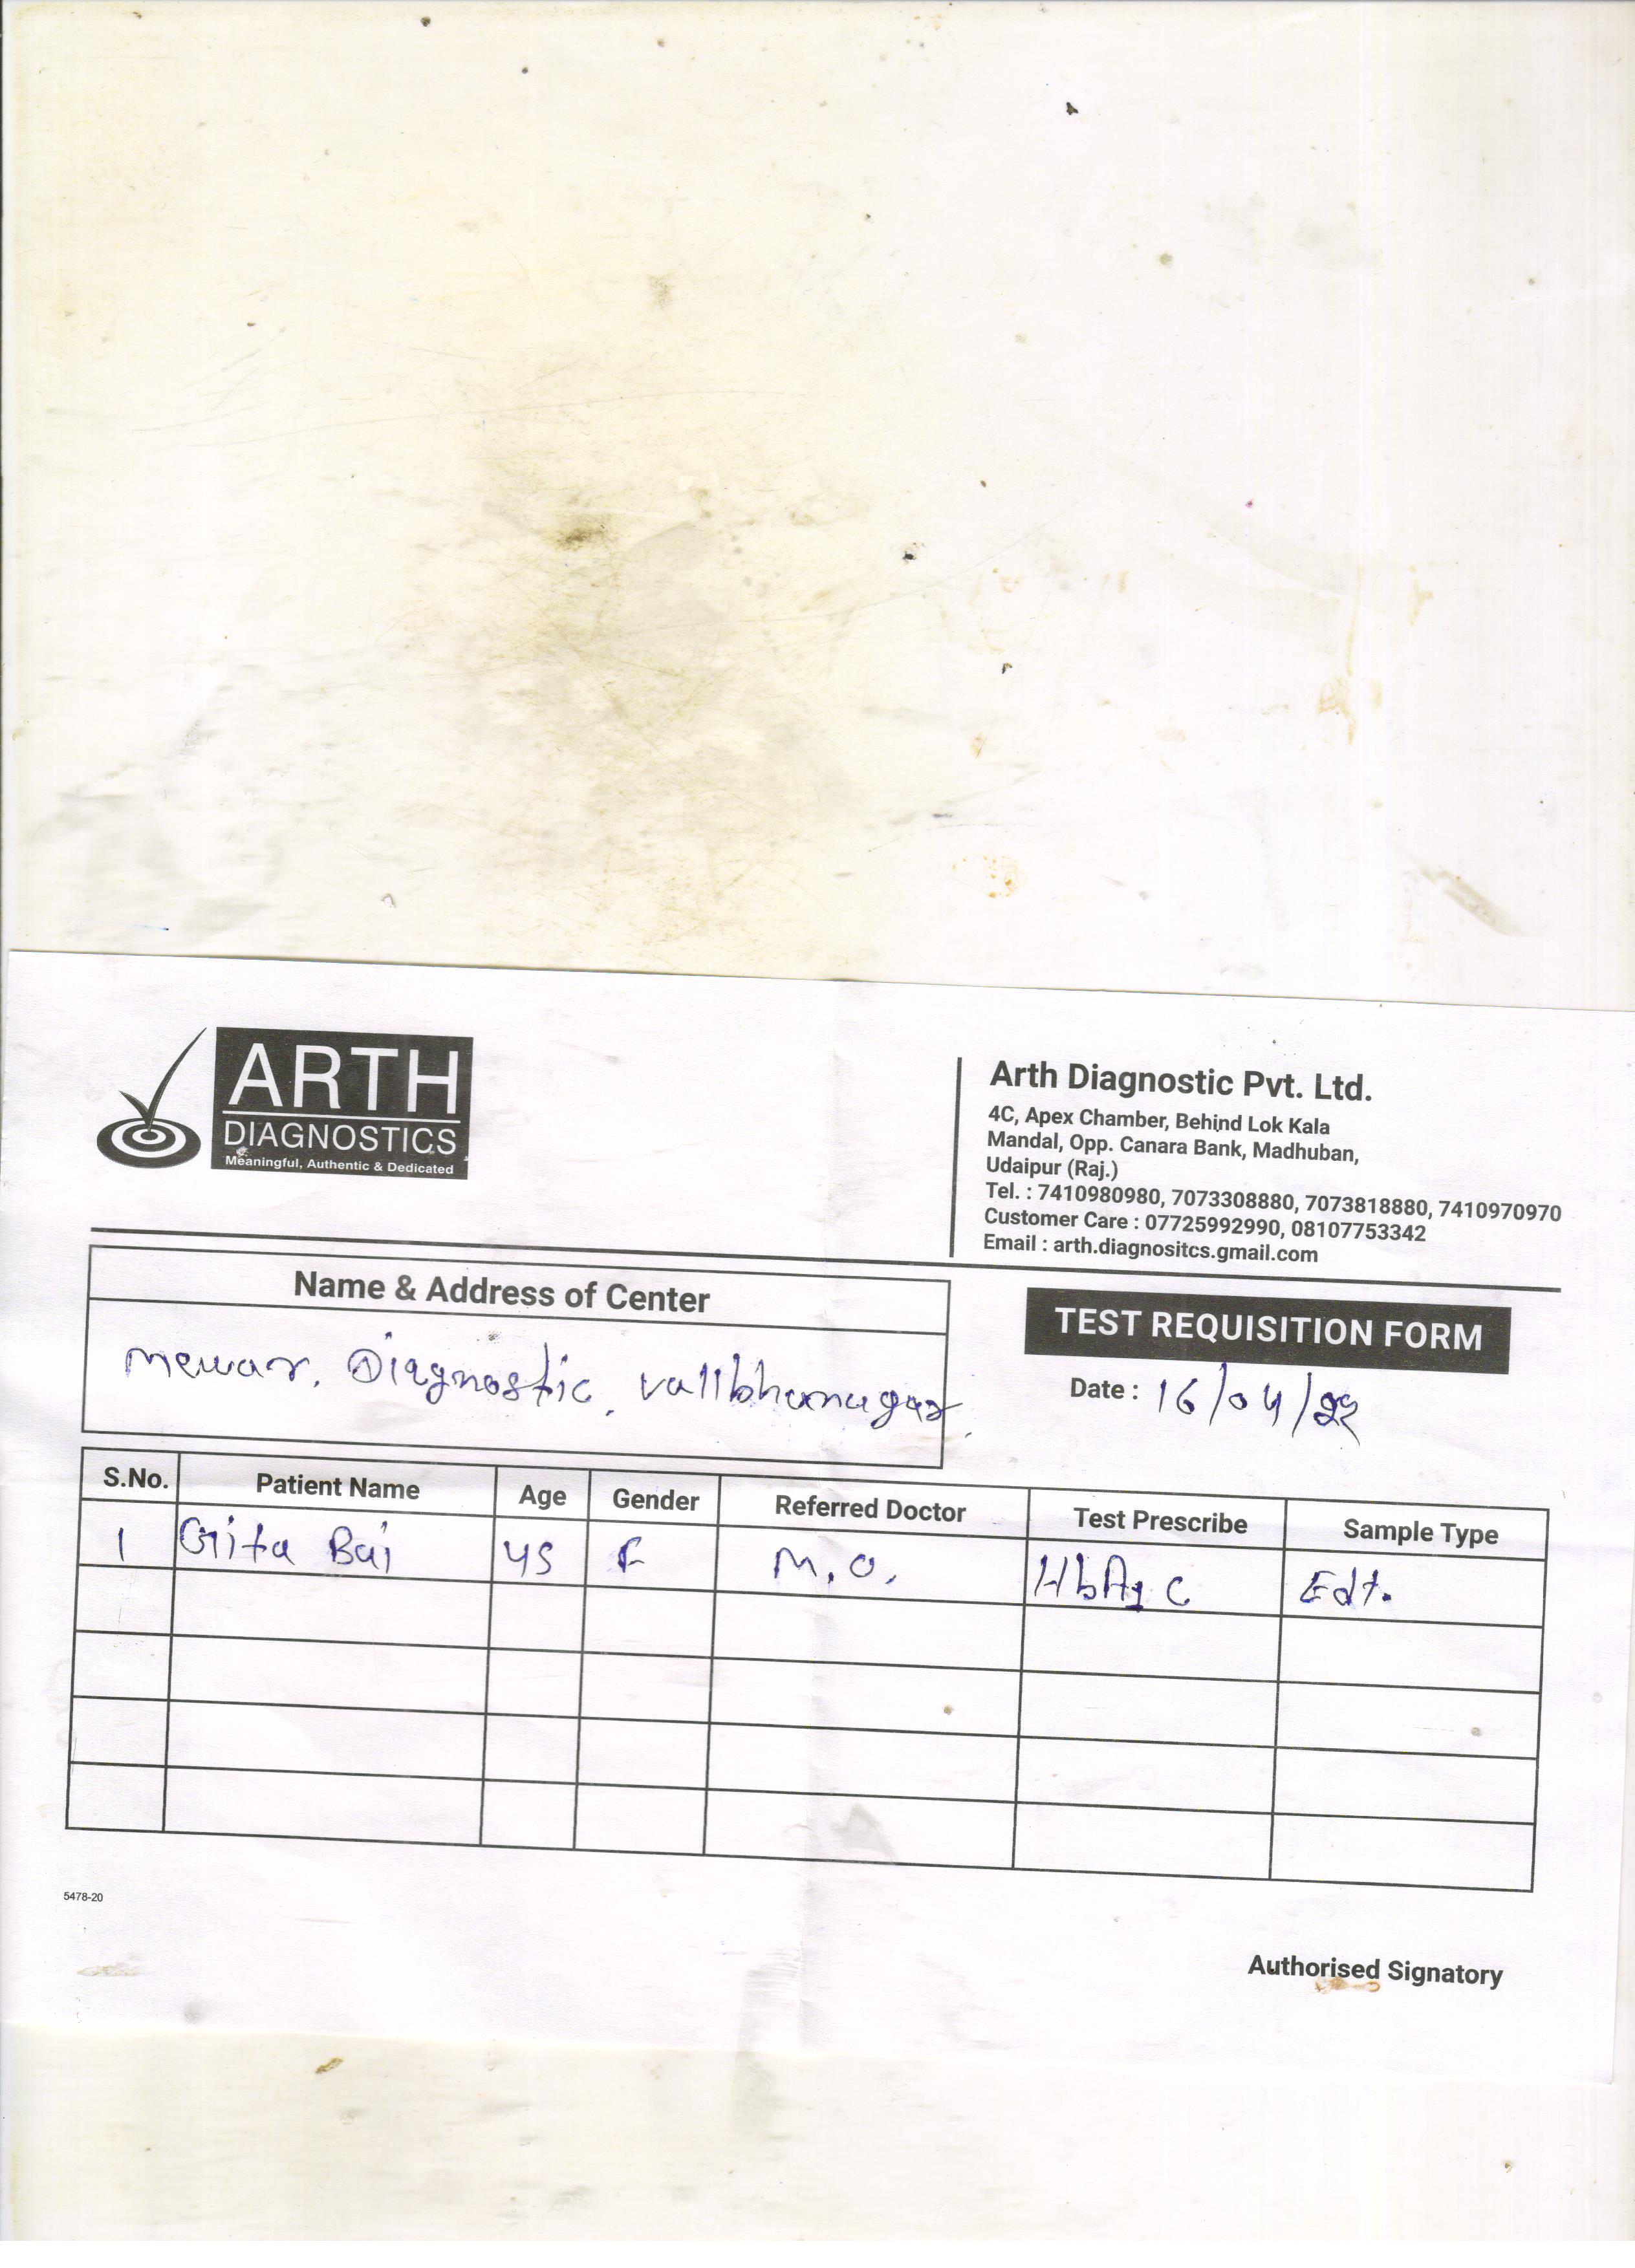 ARTH
DIAGNOSTICS
Meaningful, Authentic & Dedicated
Arth Diagnostic Pvt. Ltd.
4C, Apex Chamber, Behind Lok Kala
Mandal, Opp. Canara Bank, Madhuban,
Udaipur (Raj.)
Tel. : 7410980980, 7073308880, 7073818880, 7410970970
Customer Care : 07725992990, 08107753342
Email : arth.diagnositcs.gmail.com
Name & Address of Center
Mewar. Diagnostic, vallbhanagar.
TEST REQUISITION FORM
Date : 16/04/22
S.No. Patient Name Age Gender Referred Doctor Test Prescribe Sample Type
1 Gita Bai 45 F M.O. HbA1C Edt.
5478-20
Authorised Signatory